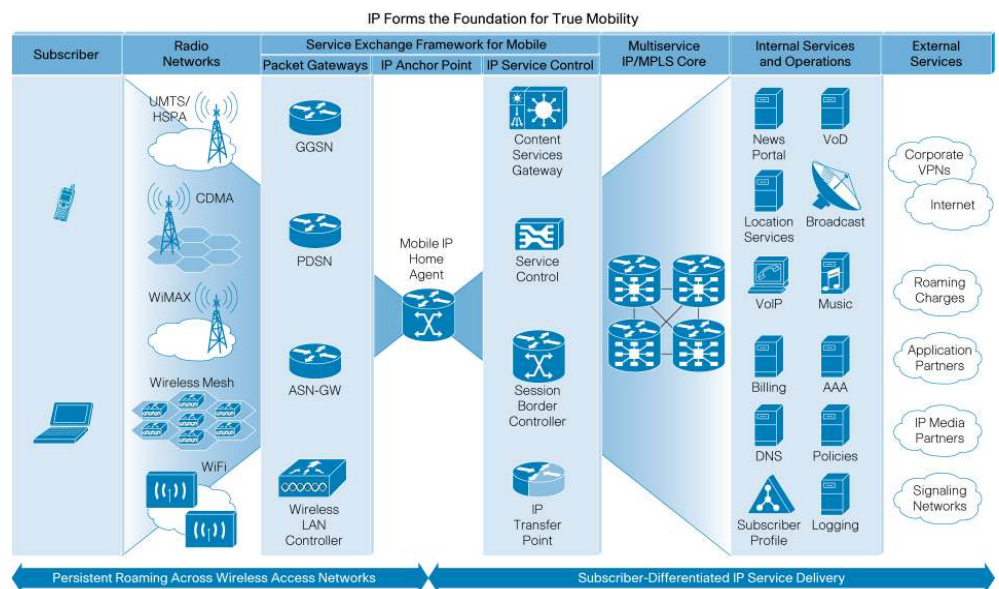 IP Forms the Foundation for True Mobility
Subscriber
Radio
Networks
Service Exchange Framework for Mobile
Packet Gateways
IP Anchor Point
IP Service Control
Multiservice
IP/MPLS Core
Internal Services
and Operations
External
Services
UMTS/
HSPA
CDMA
WiMAX
Wireless Mesh
WiFi
GGSN
PDSN
ASN-GW
Wireless
LAN
Controller
Mobile IP
Home
Agent
Content
Services
Gateway
Service
Control
Session
Border
Controller
IP
Transfer
Point
News
Portal
VoD
Location
Services
Broadcast
VoIP
Music
Billing
AAA
DNS
Policies
Subscriber
Profile
Logging
Corporate
VPNs
Internet
Roaming
Charges
Application
Partners
IP Media
Partners
Signaling
Networks
Persistent Roaming Across Wireless Access Networks
Subscriber-Differentiated IP Service Delivery